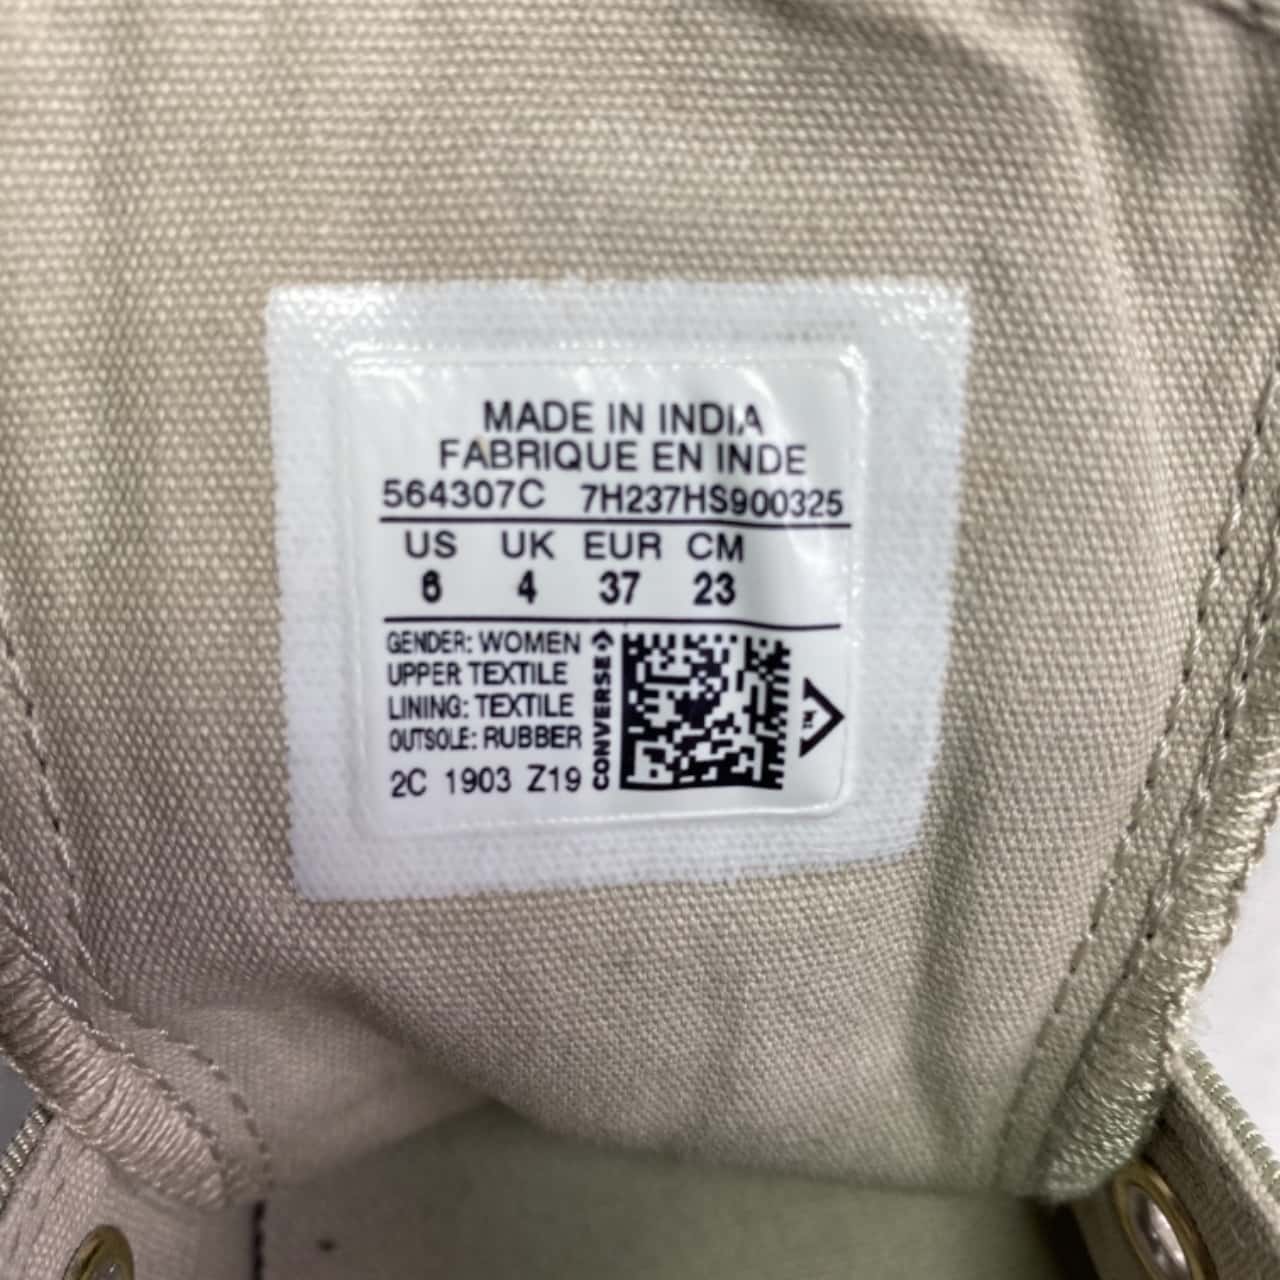 MADE IN INDIA
FABRIQUE EN INDE
564307C 7H237HS900325
US UK EUR CM
6 4 37 23
GENDER: WOMEN
UPPER TEXTILE
LINING: TEXTILE
OUTSOLE: RUBBER
2C 1903 Z19
CONVERSE
TM